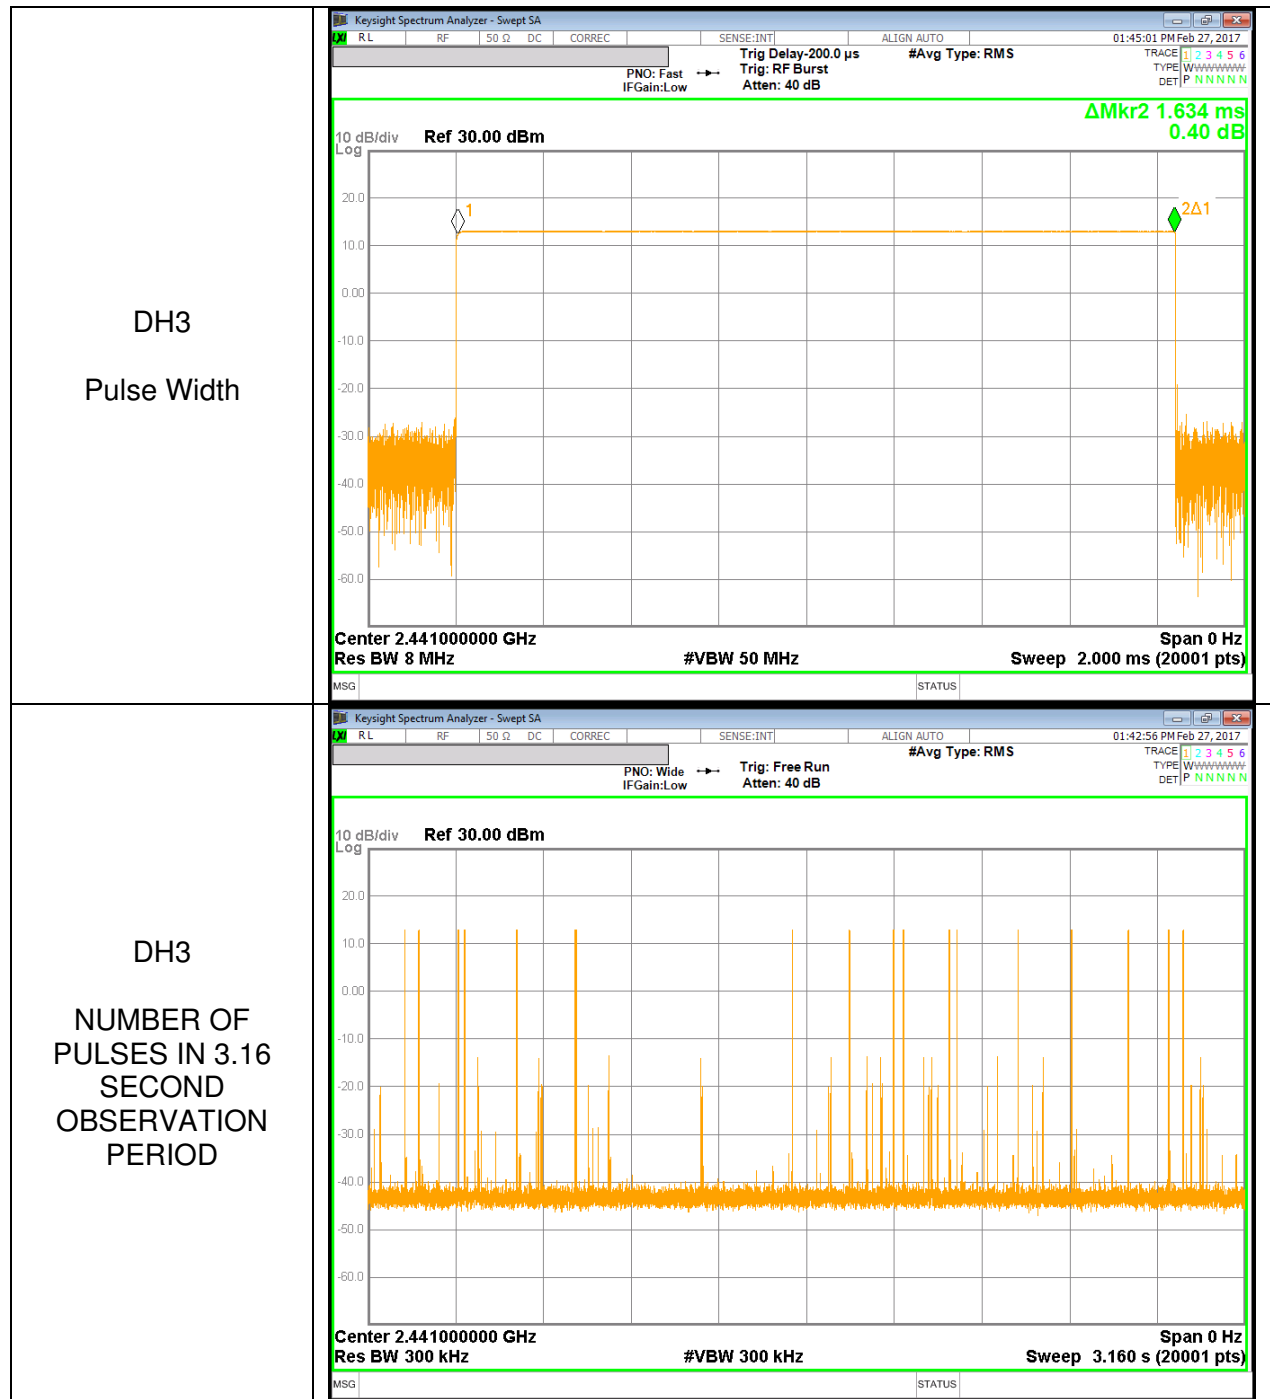 DH3
Pulse Width
Keysight Spectrum Analyzer - Swept SA
LXI RL RF 50 Ω DC CORREC SENSE:INT ALIGN AUTO 01:45:01 PM Feb 27, 2017
Trig Delay-200.0 µs #Avg Type: RMS TRACE 1 2 3 4 5 6
PNO: Fast Trig: RF Burst TYPE WWWWWW
IFGain:Low Atten: 40 dB DET P N N N N N
ΔMkr2 1.634 ms
0.40 dB
10 dB/div Ref 30.00 dBm
Log
20.0
1
2Δ1
10.0
0.00
-10.0
-20.0
-30.0
-40.0
-50.0
-60.0
Center 2.441000000 GHz Span 0 Hz
Res BW 8 MHz #VBW 50 MHz Sweep 2.000 ms (20001 pts)
MSG STATUS
DH3
NUMBER OF
PULSES IN 3.16
SECOND
OBSERVATION
PERIOD
Keysight Spectrum Analyzer - Swept SA
LXI RL RF 50 Ω DC CORREC SENSE:INT ALIGN AUTO 01:42:56 PM Feb 27, 2017
#Avg Type: RMS TRACE 1 2 3 4 5 6
PNO: Wide Trig: Free Run TYPE WWWWWW
IFGain:Low Atten: 40 dB DET P N N N N N
10 dB/div Ref 30.00 dBm
Log
20.0
10.0
0.00
-10.0
-20.0
-30.0
-40.0
-50.0
-60.0
Center 2.441000000 GHz Span 0 Hz
Res BW 300 kHz #VBW 300 kHz Sweep 3.160 s (20001 pts)
MSG STATUS